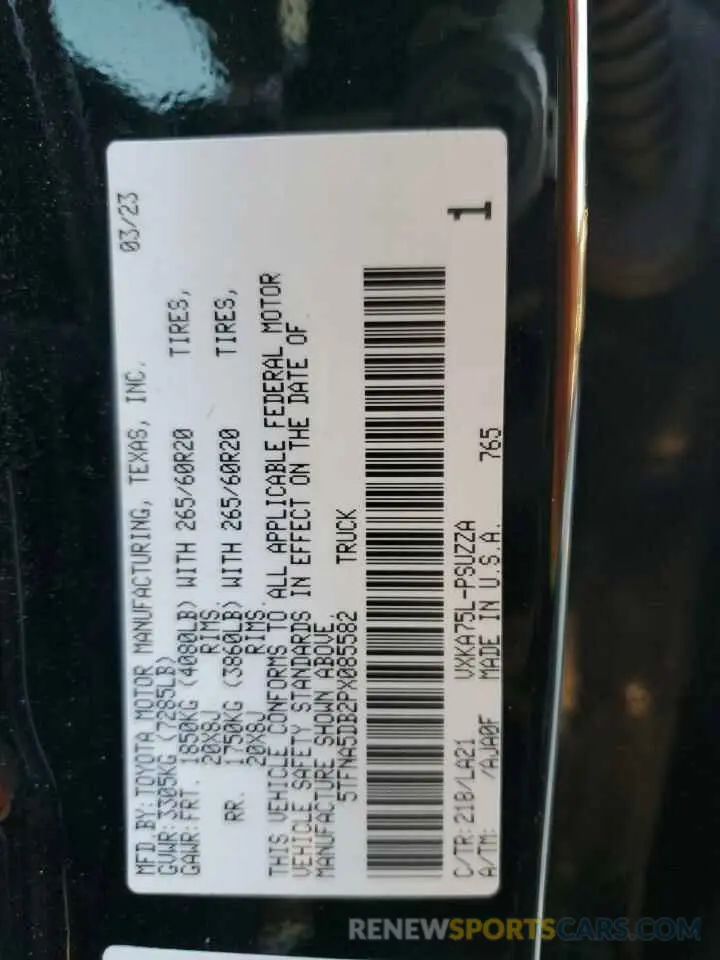 MFD.BY:TOYOTA MOTOR MANUFACTURING, TEXAS, INC. 03/23
GVWR:3305KG (7285LB)
GAWR:FRT. 1850KG (4080LB) WITH 265/60R20 TIRES,
20X8J RIMS.
RR. 1750KG (3860LB) WITH 265/60R20 TIRES,
20X8J RIMS.
THIS VEHICLE CONFORMS TO ALL APPLICABLE FEDERAL MOTOR
VEHICLE SAFETY STANDARDS IN EFFECT ON THE DATE OF
MANUFACTURE SHOWN ABOVE.
5TFNA5DB2PX085582 TRUCK
1
C/TR:218/LA21 VXKA75L-PSUZZA
A/TM: /AJA0F MADE IN U.S.A. 765
RENEWSPORTSCARS.COM